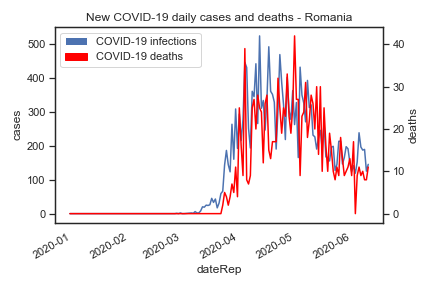 New COVID-19 daily cases and deaths - Romania
COVID-19 infections
COVID-19 deaths
500
400
300
200
100
0
cases
40
30
20
10
0
deaths
2020-01
2020-02
2020-03
2020-04
2020-05
2020-06
dateRep